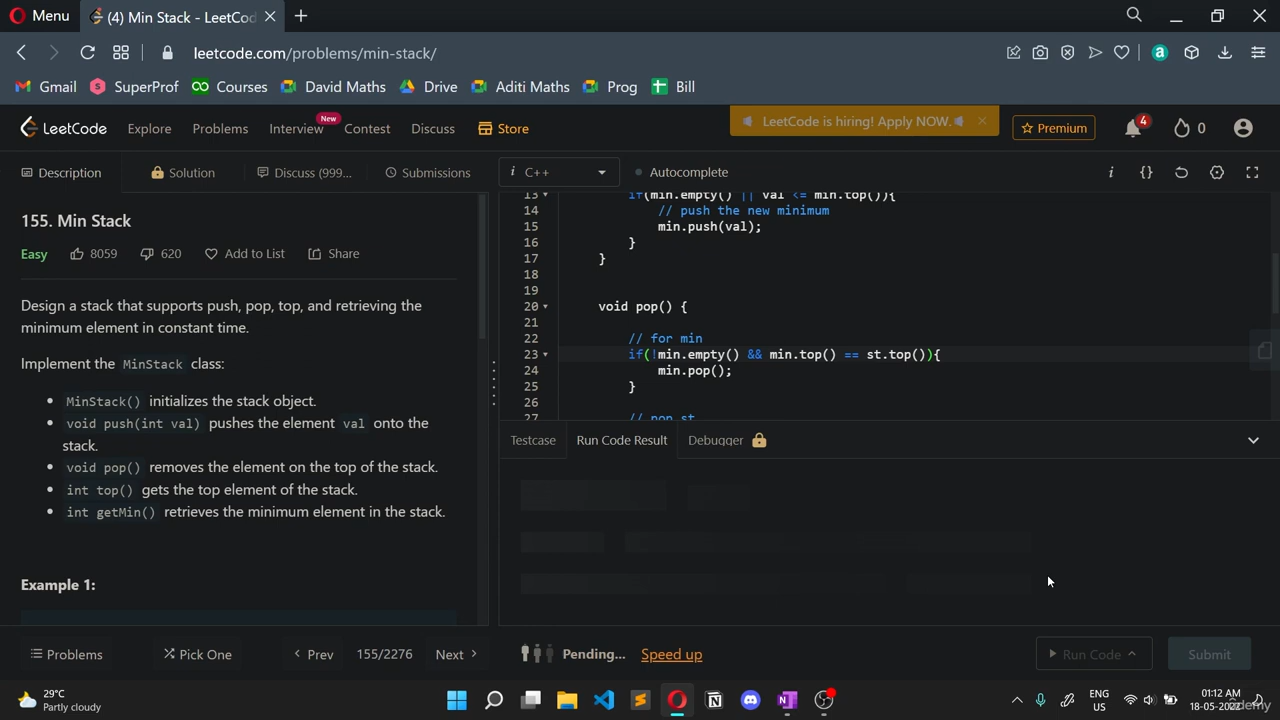 Menu
(4) Min Stack - LeetCod
leetcode.com/problems/min-stack/
Gmail SuperProf Courses David Maths Drive Aditi Maths Prog Bill
LeetCode Explore Problems Interview New Contest Discuss Store
LeetCode is hiring! Apply NOW.
Premium 4 0
Description Solution Discuss (999... Submissions
i C++ Autocomplete
155. Min Stack
Easy 8059 620 Add to List Share
Design a stack that supports push, pop, top, and retrieving the
minimum element in constant time.
Implement the MinStack class:
• MinStack() initializes the stack object.
• void push(int val) pushes the element val onto the
stack.
• void pop() removes the element on the top of the stack.
• int top() gets the top element of the stack.
• int getMin() retrieves the minimum element in the stack.
Example 1:
13 if(min.empty() || val <= min.top()){
14 // push the new minimum
15 min.push(val);
16 }
17 }
18
19
20 void pop() {
21
22 // for min
23 if(!min.empty() && min.top() == st.top()){
24 min.pop();
25 }
26
27 // pop st
Testcase Run Code Result Debugger
Problems Pick One Prev 155/2276 Next
Pending... Speed up
Run Code Submit
29°C
Partly cloudy
ENG
US
01:12 AM
18-05-2022
udemy